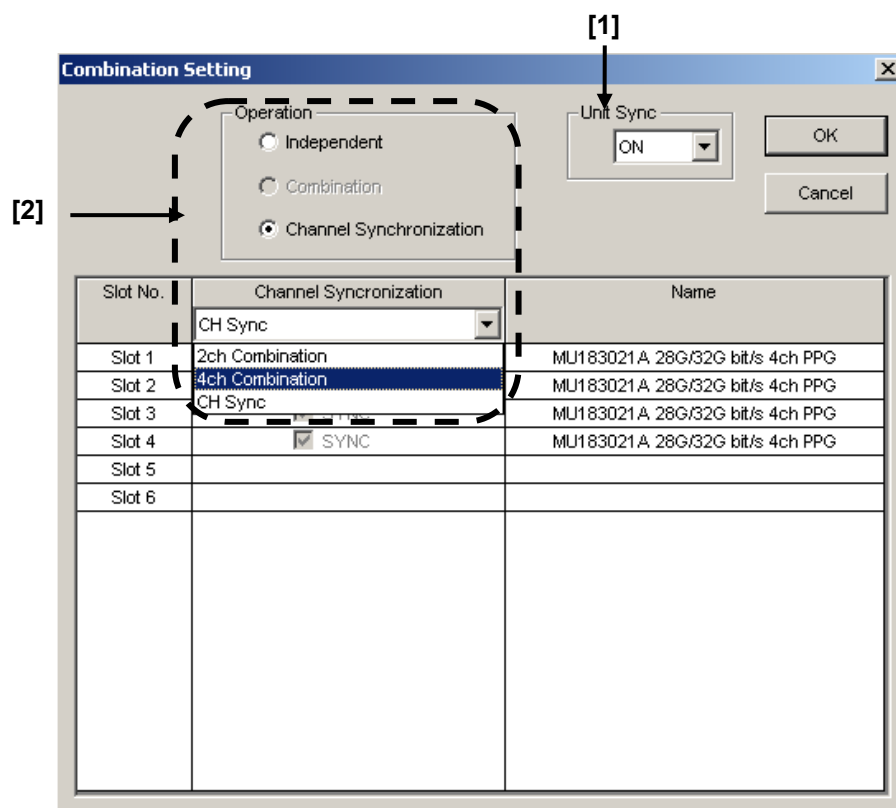 [1]
Combination Setting
Operation
Independent
Combination
Channel Synchronization
Unit Sync
ON
OK
Cancel
[2]
Slot No. Channel Syncronization Name
CH Sync
2ch Combination
4ch Combination
CH Sync
Slot 1 MU183021A 28G/32G bit/s 4ch PPG
Slot 2 MU183021A 28G/32G bit/s 4ch PPG
Slot 3 SYNC MU183021A 28G/32G bit/s 4ch PPG
Slot 4 SYNC MU183021A 28G/32G bit/s 4ch PPG
Slot 5
Slot 6